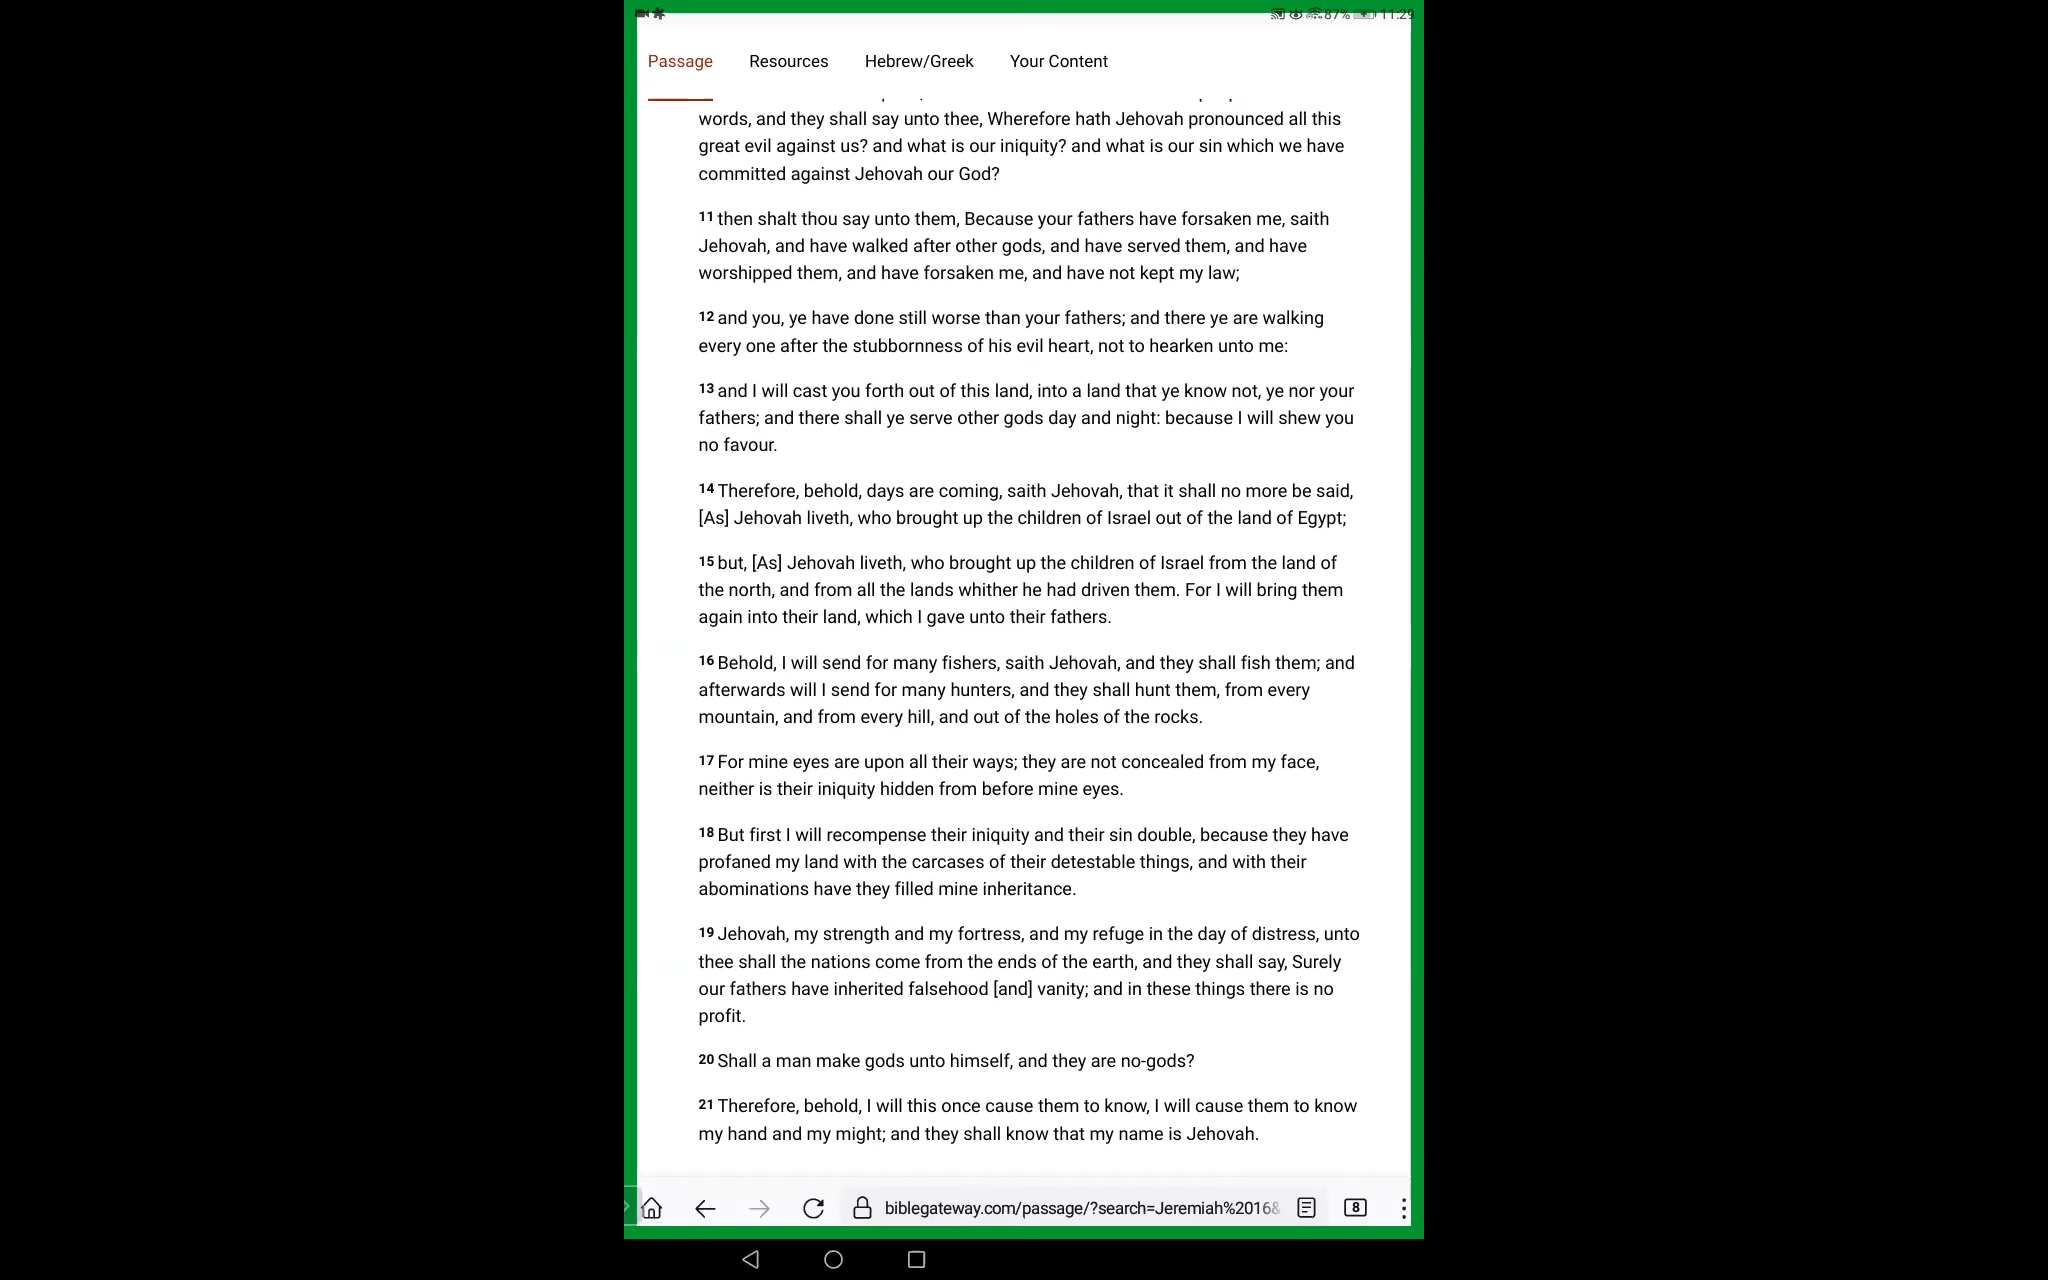 87% 11:29
Passage Resources Hebrew/Greek Your Content
words, and they shall say unto thee, Wherefore hath Jehovah pronounced all this
great evil against us? and what is our iniquity? and what is our sin which we have
committed against Jehovah our God?
11 then shalt thou say unto them, Because your fathers have forsaken me, saith
Jehovah, and have walked after other gods, and have served them, and have
worshipped them, and have forsaken me, and have not kept my law;
12 and you, ye have done still worse than your fathers; and there ye are walking
every one after the stubbornness of his evil heart, not to hearken unto me:
13 and I will cast you forth out of this land, into a land that ye know not, ye nor your
fathers; and there shall ye serve other gods day and night: because I will shew you
no favour.
14 Therefore, behold, days are coming, saith Jehovah, that it shall no more be said,
[As] Jehovah liveth, who brought up the children of Israel out of the land of Egypt;
15 but, [As] Jehovah liveth, who brought up the children of Israel from the land of
the north, and from all the lands whither he had driven them. For I will bring them
again into their land, which I gave unto their fathers.
16 Behold, I will send for many fishers, saith Jehovah, and they shall fish them; and
afterwards will I send for many hunters, and they shall hunt them, from every
mountain, and from every hill, and out of the holes of the rocks.
17 For mine eyes are upon all their ways; they are not concealed from my face,
neither is their iniquity hidden from before mine eyes.
18 But first I will recompense their iniquity and their sin double, because they have
profaned my land with the carcases of their detestable things, and with their
abominations have they filled mine inheritance.
19 Jehovah, my strength and my fortress, and my refuge in the day of distress, unto
thee shall the nations come from the ends of the earth, and they shall say, Surely
our fathers have inherited falsehood [and] vanity; and in these things there is no
profit.
20 Shall a man make gods unto himself, and they are no-gods?
21 Therefore, behold, I will this once cause them to know, I will cause them to know
my hand and my might; and they shall know that my name is Jehovah.
biblegateway.com/passage/?search=Jeremiah%2016& 8